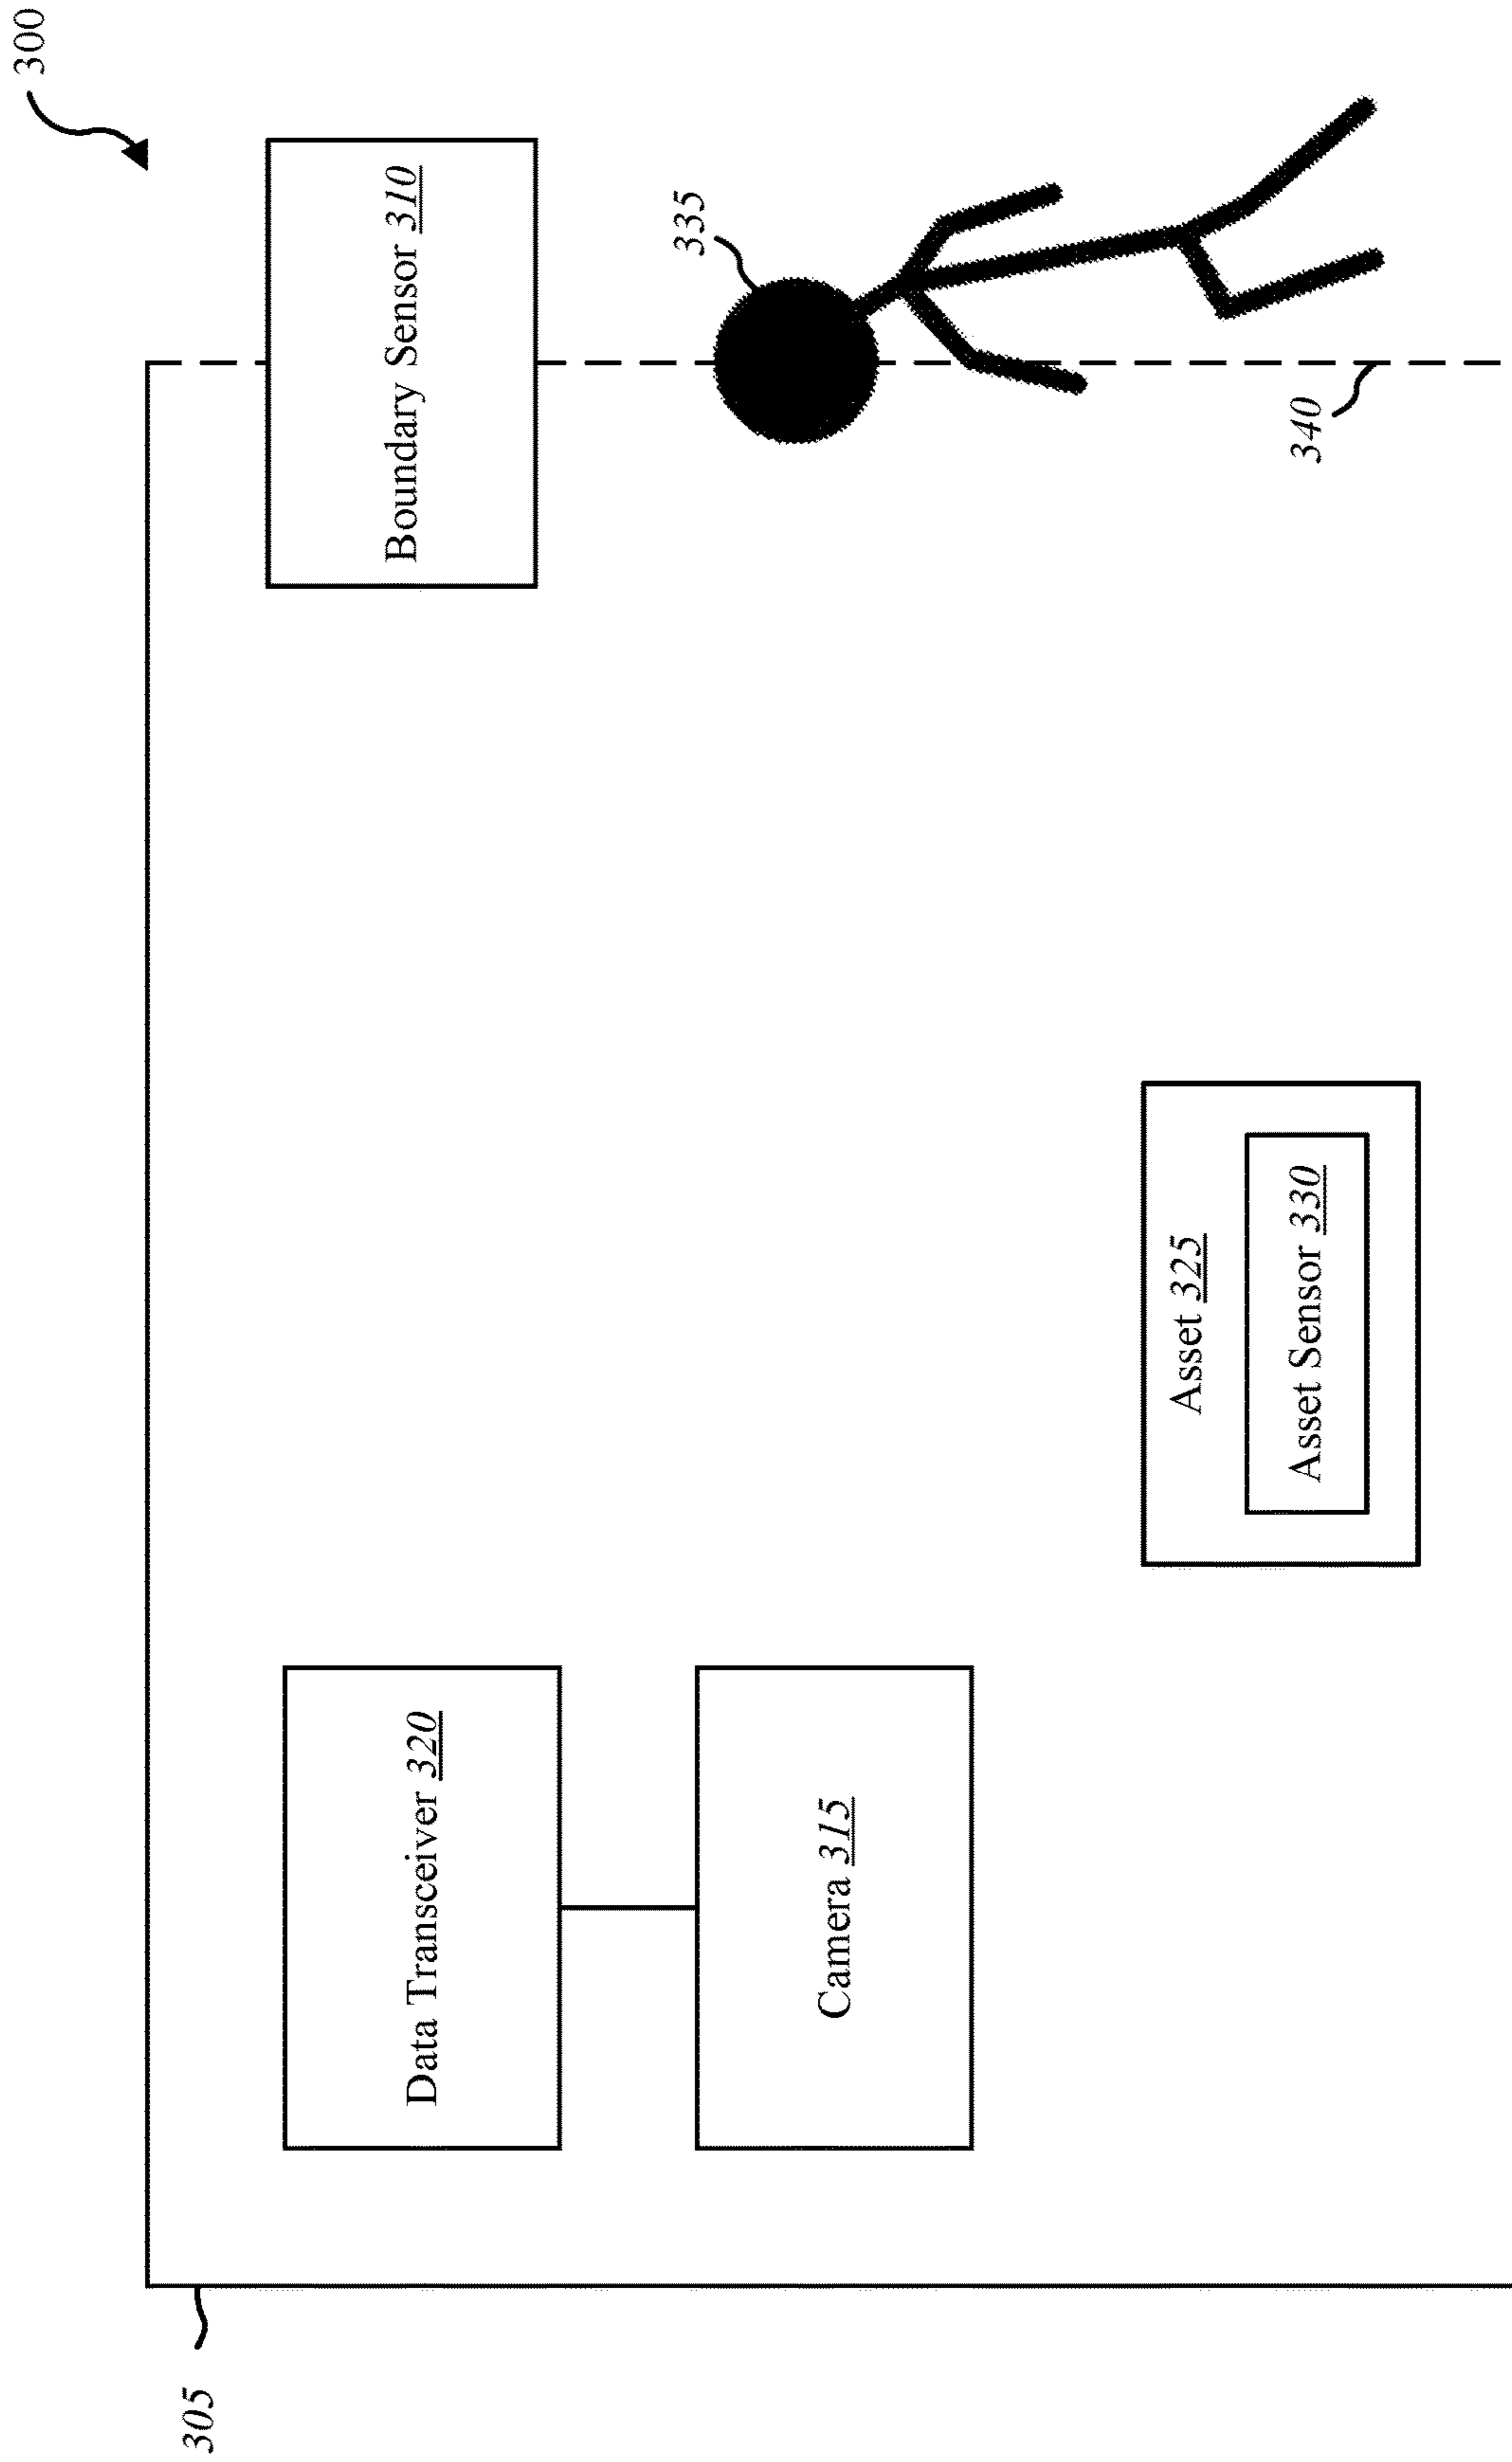 300
305
Data Transceiver 320
Boundary Sensor 310
Camera 315
335
Asset 325
Asset Sensor 330
340